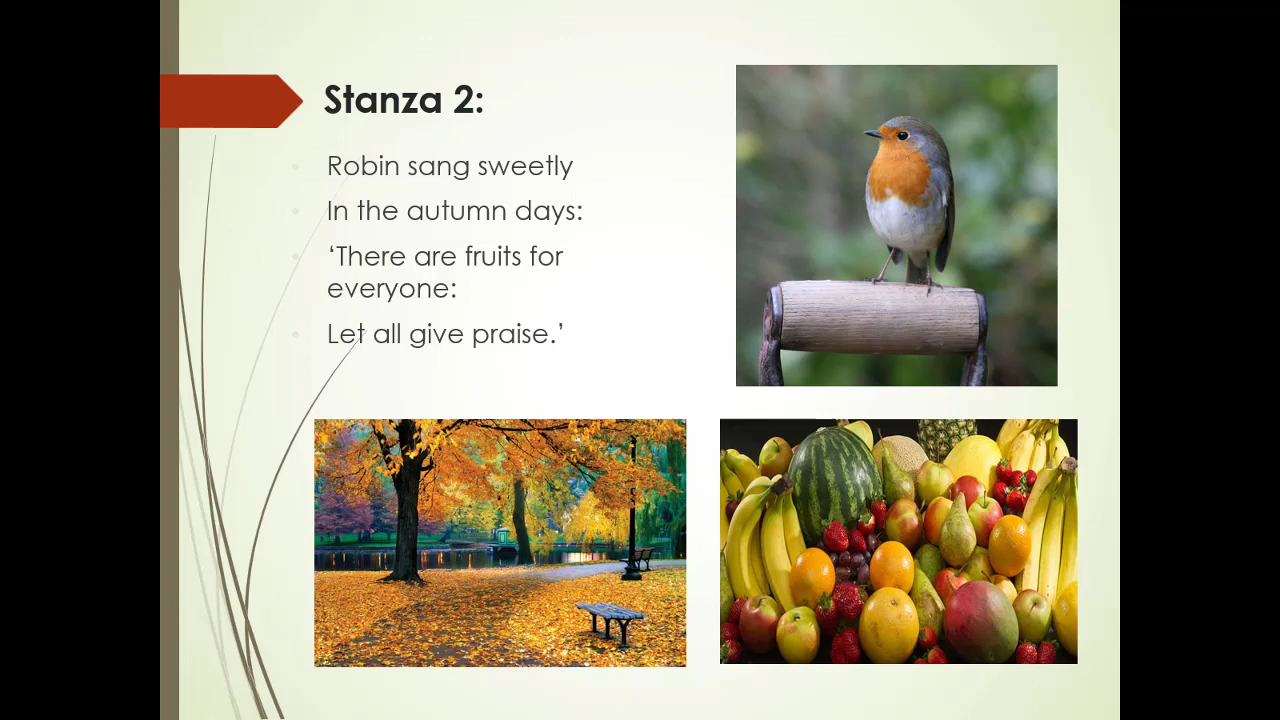 Stanza 2:
Robin sang sweetly
In the autumn days:
‘There are fruits for
everyone:
Let all give praise.’